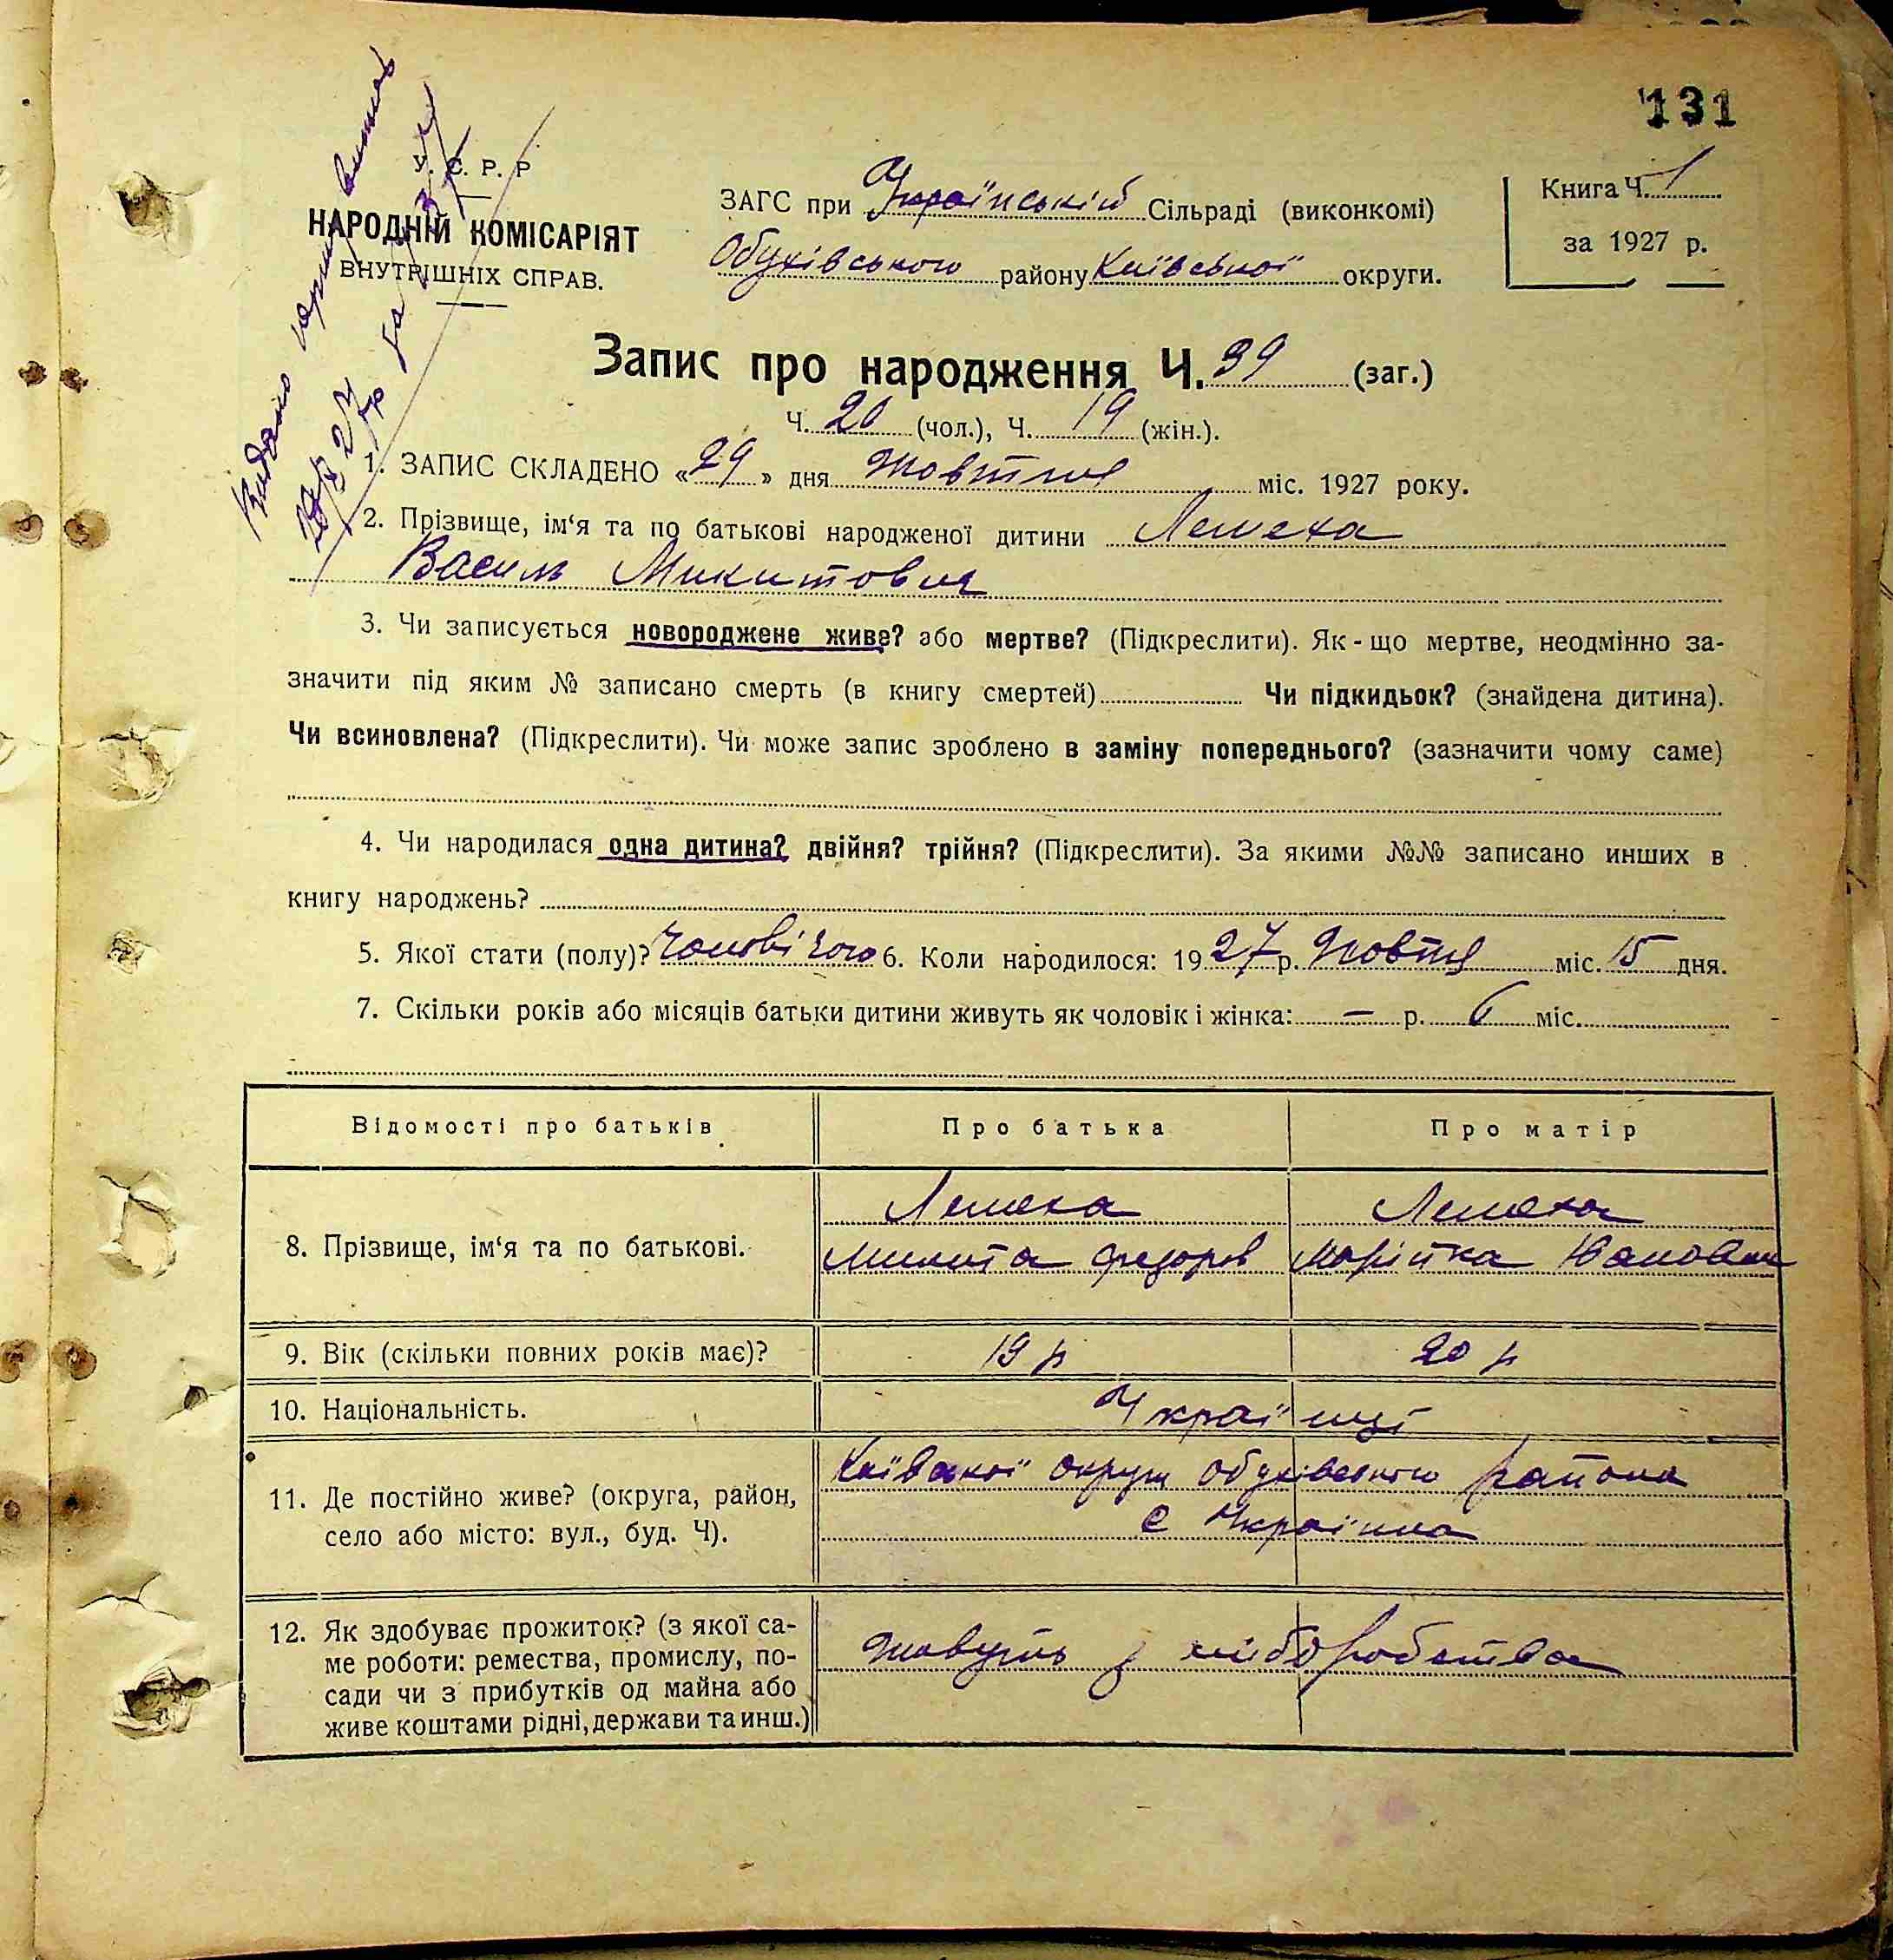 131
У. С. Р. Р
НАРОДНІЙ КОМІСАРІЯТ
ВНУТРІШНІХ СПРАВ.
ЗАГС при Українській Сільраді (виконкомі)
Обухівського району Київської округи.
Книга Ч. 1
за 1927 р.
Видано
Запис про народження Ч. 39 (заг.)
Ч. 20 (чол.), Ч. 19 (жін.).
1. ЗАПИС СКЛАДЕНО «29» дня Жовтня міс. 1927 року.
2. Прізвище, ім‘я та по батькові народженої дитини Лемеха
Василь Микитович
3. Чи записується новороджене живе? або мертве? (Підкреслити). Як-що мертве, неодмінно за-
значити під яким № записано смерть (в книгу смертей) Чи підкидьок? (знайдена дитина).
Чи всиновлена? (Підкреслити). Чи може запис зроблено в заміну попереднього? (зазначити чому саме)
4. Чи народилася одна дитина? двійня? трійня? (Підкреслити). За якими №№ записано инших в
книгу народжень?
5. Якої стати (полу)? Чоловічого 6. Коли народилося: 1927 р. Жовтня міс. 15 дня.
7. Скільки років або місяців батьки дитини живуть як чоловік і жінка: — р. 6 міс.
Відомості про батьків Про батька Про матір
Лемеха Лемеха
8. Прізвище, ім‘я та по батькові. Микита Федоров Марійка
9. Вік (скільки повних років має)? 19 р 20 р
10. Національність. Українці
Київскої округи Обухівського района
11. Де постійно живе? (округа, район,
село або місто: вул., буд. Ч). с Українка
12. Як здобуває прожиток? (з якої са-
ме роботи: ремества, промислу, по- живуть з хліборобства
сади чи з прибутків од майна або
живе коштами рідні, держави та инш.)